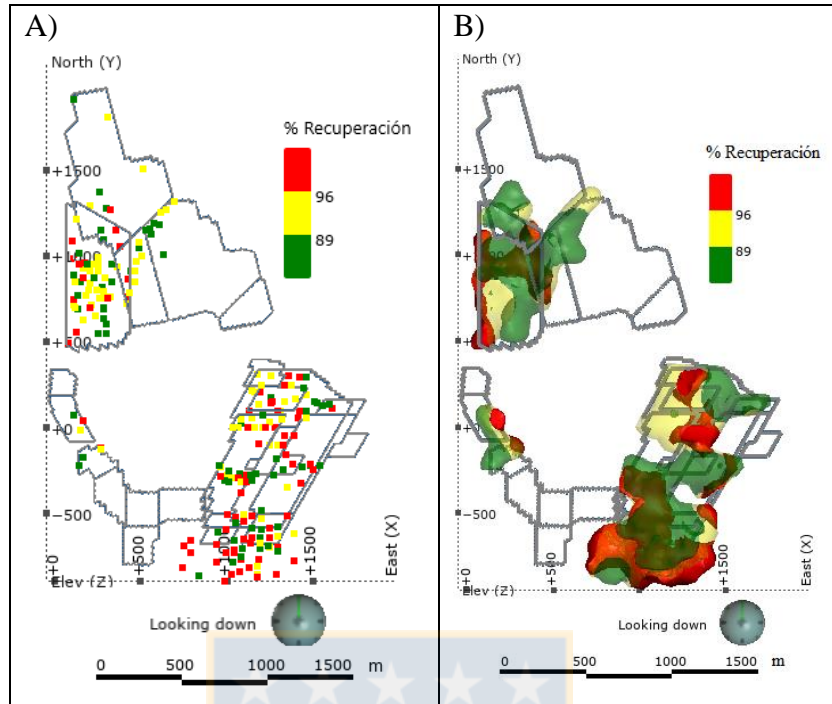 A)
North (Y)
% Recuperación
96
89
+1500
+1000
+500
+0
-500
Elev (Z)
+0
+500
+1500
East (X)
Looking down
0 500 1000 1500 m
B)
North (Y)
% Recuperación
96
89
+1500
+1000
+500
+0
-500
Elev (Z)
+0
+500
+1500
East (X)
Looking down
0 500 1000 1500 m